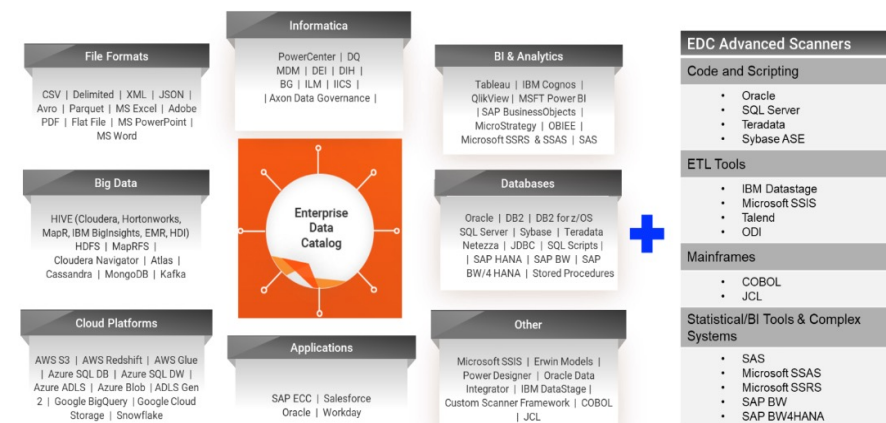 Informatica
PowerCenter | DQ
MDM | DEI | DIH |
BG | ILM | IICS |
| Axon Data Governance |
File Formats
CSV | Delimited | XML | JSON |
Avro | Parquet | MS Excel | Adobe
PDF | Flat File | MS PowerPoint |
MS Word
BI & Analytics
Tableau | IBM Cognos |
QlikView | MSFT Power BI
| SAP BusinessObjects |
MicroStrategy | OBIEE |
Microsoft SSRS & SSAS | SAS
Big Data
HIVE (Cloudera, Hortonworks,
MapR, IBM BigInsights, EMR, HDI)
HDFS | MapRFS |
Cloudera Navigator | Atlas |
Cassandra | MongoDB | Kafka
Enterprise
Data
Catalog
Databases
Oracle | DB2 | DB2 for z/OS
SQL Server | Sybase | Teradata
Netezza | JDBC | SQL Scripts |
| SAP HANA | SAP BW | SAP
BW/4 HANA | Stored Procedures
Cloud Platforms
AWS S3 | AWS Redshift | AWS Glue
| Azure SQL DB | Azure SQL DW |
Azure ADLS | Azure Blob | ADLS Gen
2 | Google BigQuery | Google Cloud
Storage | Snowflake
Applications
SAP ECC | Salesforce
Oracle | Workday
Other
Microsoft SSIS | Erwin Models |
Power Designer | Oracle Data
Integrator | IBM DataStage |
Custom Scanner Framework | COBOL
| JCL
EDC Advanced Scanners
Code and Scripting
• Oracle
• SQL Server
• Teradata
• Sybase ASE
ETL Tools
• IBM Datastage
• Microsoft SSIS
• Talend
• ODI
Mainframes
• COBOL
• JCL
Statistical/BI Tools & Complex
Systems
• SAS
• Microsoft SSAS
• Microsoft SSRS
• SAP BW
• SAP BW4HANA